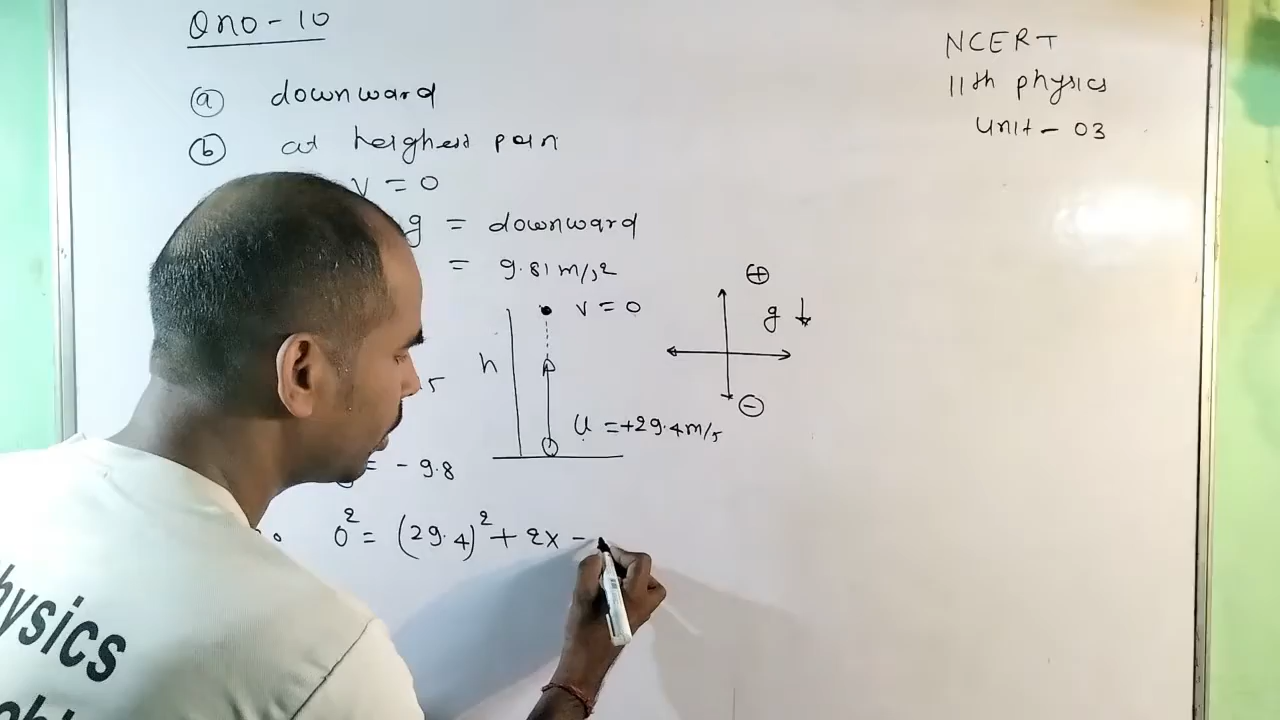 Qno - 10
NCERT
11th physics
Unit - 03
(a) downward
(b) at heighest poin
v = 0
g = downward
= 9.81 m/s2
v = 0
h
⊕
g ↓
⊖
u = +29.4 m/s
= - 9.8
0² = (29.4)² + 2x -
hysics